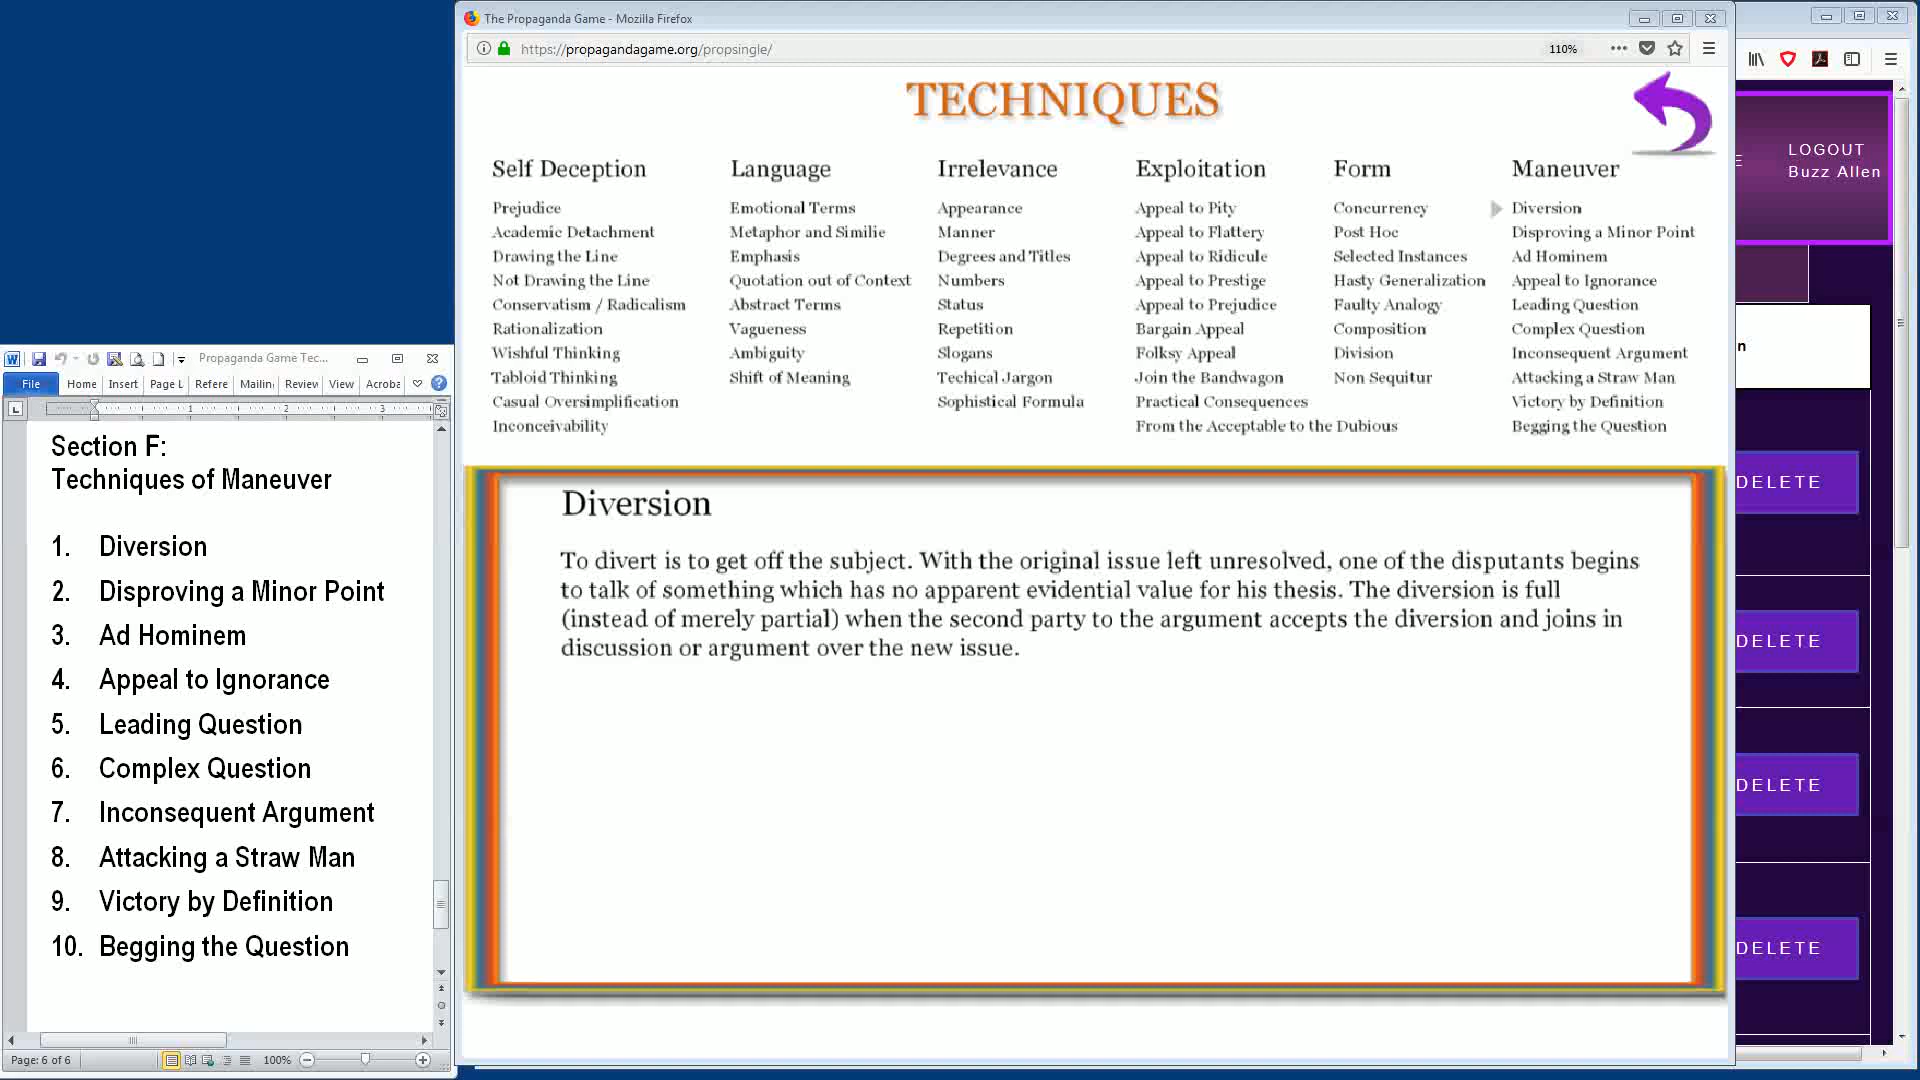 The Propaganda Game - Mozilla Firefox
https://propagandagame.org/propsingle/
110%
TECHNIQUES
Self Deception
Prejudice
Academic Detachment
Drawing the Line
Not Drawing the Line
Conservatism / Radicalism
Rationalization
Wishful Thinking
Tabloid Thinking
Casual Oversimplification
Inconceivability
Language
Emotional Terms
Metaphor and Similie
Emphasis
Quotation out of Context
Abstract Terms
Vagueness
Ambiguity
Shift of Meaning
Irrelevance
Appearance
Manner
Degrees and Titles
Numbers
Status
Repetition
Slogans
Techical Jargon
Sophistical Formula
Exploitation
Appeal to Pity
Appeal to Flattery
Appeal to Ridicule
Appeal to Prestige
Appeal to Prejudice
Bargain Appeal
Folksy Appeal
Join the Bandwagon
Practical Consequences
From the Acceptable to the Dubious
Form
Concurrency
Post Hoc
Selected Instances
Hasty Generalization
Faulty Analogy
Composition
Division
Non Sequitur
Maneuver
Diversion
Disproving a Minor Point
Ad Hominem
Appeal to Ignorance
Leading Question
Complex Question
Inconsequent Argument
Attacking a Straw Man
Victory by Definition
Begging the Question
Diversion
To divert is to get off the subject. With the original issue left unresolved, one of the disputants begins
to talk of something which has no apparent evidential value for his thesis. The diversion is full
(instead of merely partial) when the second party to the argument accepts the diversion and joins in
discussion or argument over the new issue.
Propaganda Game Tec...
File Home Insert Page L Refere Mailin Review View Acroba
1 2 3
Section F:
Techniques of Maneuver
1. Diversion
2. Disproving a Minor Point
3. Ad Hominem
4. Appeal to Ignorance
5. Leading Question
6. Complex Question
7. Inconsequent Argument
8. Attacking a Straw Man
9. Victory by Definition
10. Begging the Question
Page: 6 of 6
100%
E
LOGOUT
Buzz Allen
n
DELETE
DELETE
DELETE
DELETE